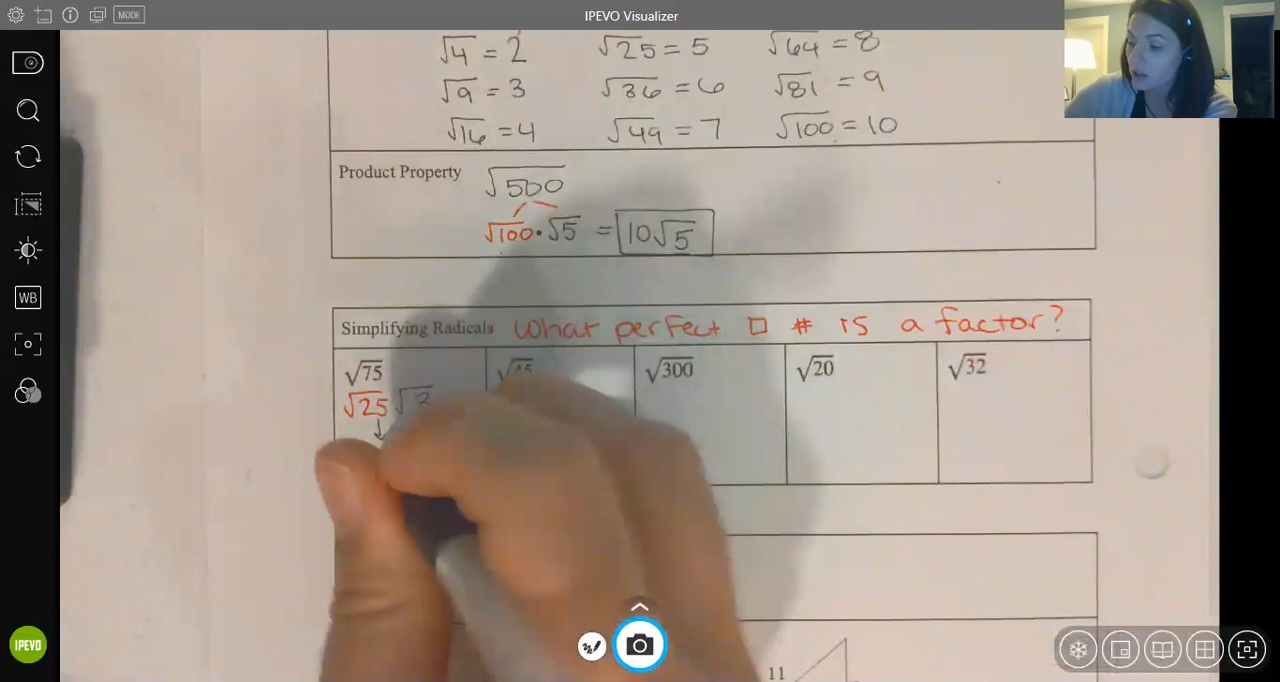 IPEVO Visualizer
MODE
√4 = 2 √25 = 5 √64 = 8
√9 = 3 √36 = 6 √81 = 9
√16 = 4 √49 = 7 √100 = 10
Product Property √500
√100 · √5 = 10√5
Simplifying Radicals What perfect □ # is a factor?
√75 √45 √300 √20 √32
√25 √3
↓
WB
11
IPEVO